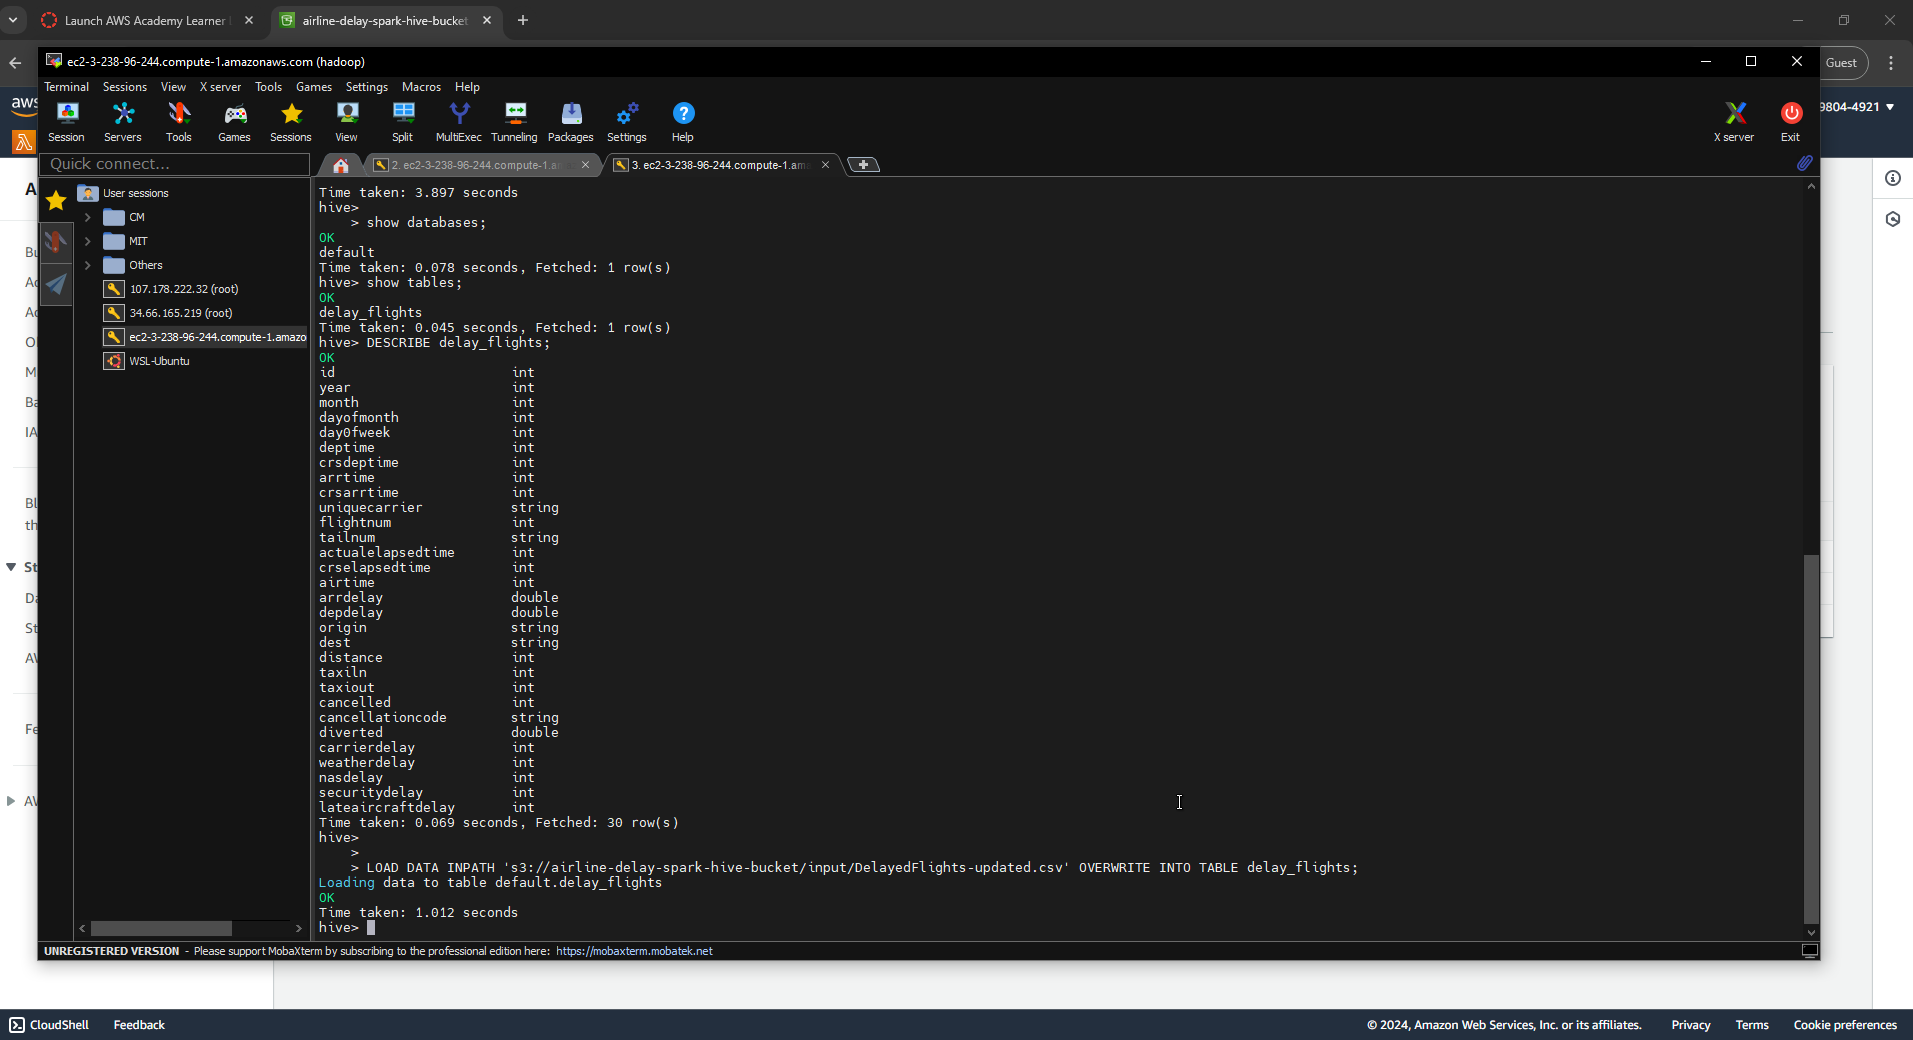 Launch AWS Academy Learner
airline-delay-spark-hive-bucket
ec2-3-238-96-244.compute-1.amazonaws.com (hadoop)
Guest
Terminal Sessions View X server Tools Games Settings Macros Help
aws
9804-4921
Session Servers Tools Games Sessions View Split MultiExec Tunneling Packages Settings Help X server Exit
Quick connect...
2. ec2-3-238-96-244.compute-1.a
3. ec2-3-238-96-244.compute-1.am
User sessions
CM
MIT
Others
107.178.222.32 (root)
34.66.165.219 (root)
ec2-3-238-96-244.compute-1.amazo
WSL-Ubuntu
Time taken: 3.897 seconds
hive>
    > show databases;
OK
default
Time taken: 0.078 seconds, Fetched: 1 row(s)
hive> show tables;
OK
delay_flights
Time taken: 0.045 seconds, Fetched: 1 row(s)
hive> DESCRIBE delay_flights;
OK
id int
year int
month int
dayofmonth int
day0fweek int
deptime int
crsdeptime int
arrtime int
crsarrtime int
uniquecarrier string
flightnum int
tailnum string
actualelapsedtime int
crselapsedtime int
airtime int
arrdelay double
depdelay double
origin string
dest string
distance int
taxiln int
taxiout int
cancelled int
cancellationcode string
diverted double
carrierdelay int
weatherdelay int
nasdelay int
securitydelay int
lateaircraftdelay int
Time taken: 0.069 seconds, Fetched: 30 row(s)
hive>
    >
    > LOAD DATA INPATH 's3://airline-delay-spark-hive-bucket/input/DelayedFlights-updated.csv' OVERWRITE INTO TABLE delay_flights;
Loading data to table default.delay_flights
OK
Time taken: 1.012 seconds
hive>
UNREGISTERED VERSION - Please support MobaXterm by subscribing to the professional edition here: https://mobaxterm.mobatek.net
CloudShell Feedback © 2024, Amazon Web Services, Inc. or its affiliates. Privacy Terms Cookie preferences